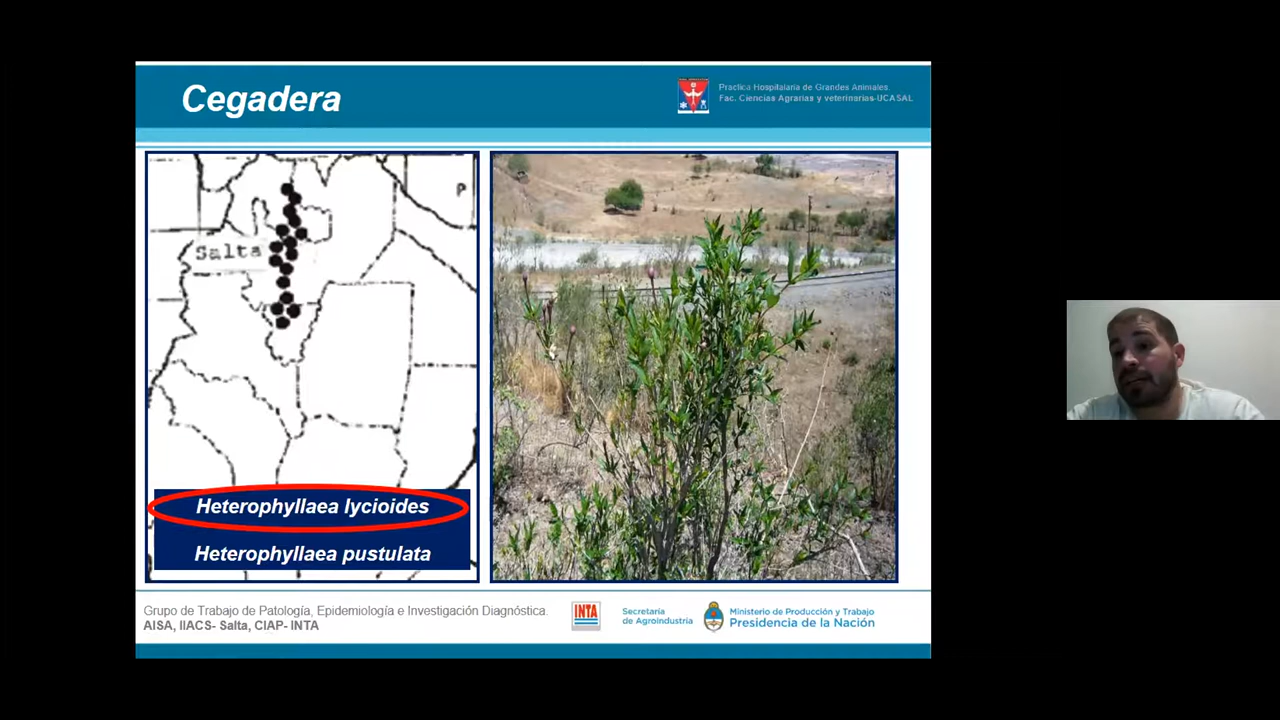 Cegadera
Practica Hospitalaria de Grandes Animales.
Fac. Ciencias Agrarias y veterinarias-UCASAL
P
Salta
Heterophyllaea lycioides
Heterophyllaea pustulata
Grupo de Trabajo de Patología, Epidemiología e Investigación Diagnóstica.
AISA, IIACS- Salta, CIAP- INTA
INTA
Secretaría
de Agroindustria
Ministerio de Producción y Trabajo
Presidencia de la Nación